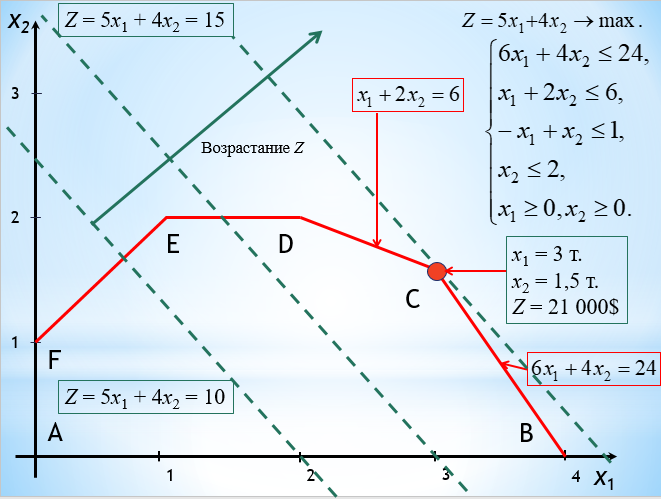 x₂
Z = 5x₁ + 4x₂ = 15
Z = 5x₁+4x₂ → max .
6x₁ + 4x₂ ≤ 24,
x₁ + 2x₂ ≤ 6,
− x₁ + x₂ ≤ 1,
x₂ ≤ 2,
x₁ ≥ 0, x₂ ≥ 0.
3
x₁ + 2x₂ = 6
Возрастание Z
2
E
D
x₁ = 3 т.
x₂ = 1,5 т.
Z = 21 000$
C
1
F
6x₁ + 4x₂ = 24
Z = 5x₁ + 4x₂ = 10
A
B
1
2
3
4
x₁